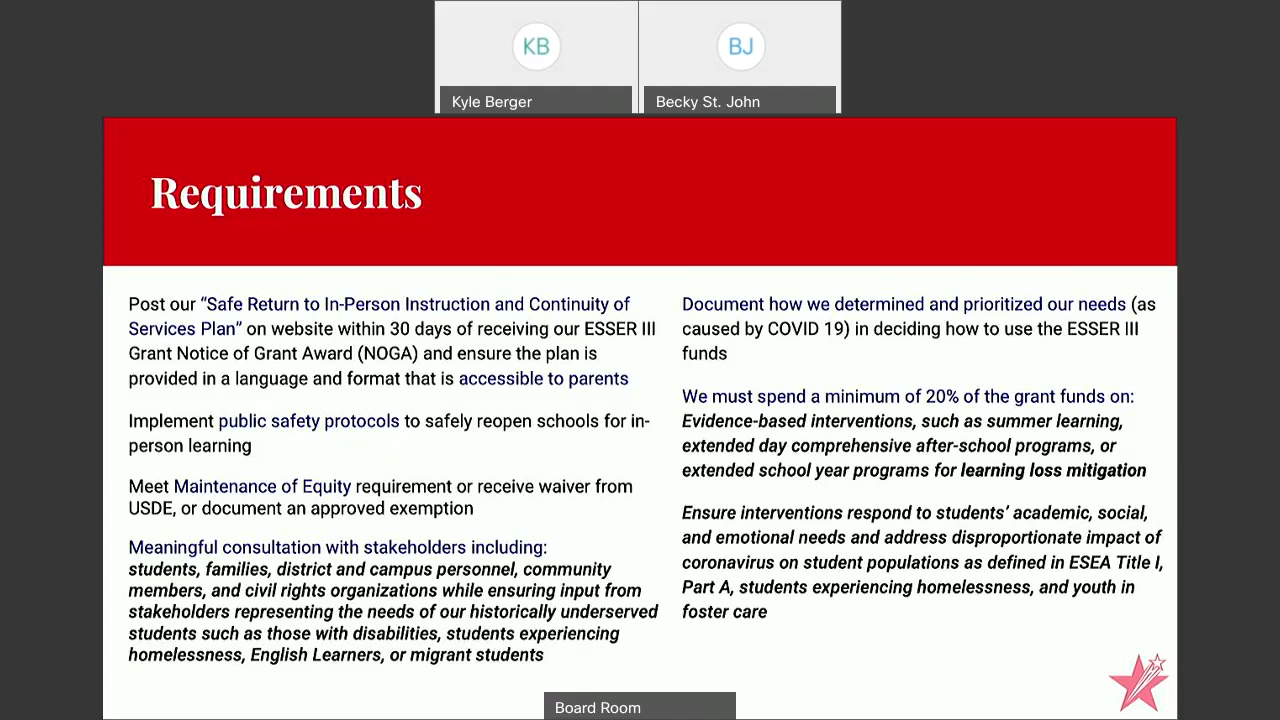 KB
BJ
Kyle Berger
Becky St. John
Requirements
Post our “Safe Return to In-Person Instruction and Continuity of
Services Plan” on website within 30 days of receiving our ESSER III
Grant Notice of Grant Award (NOGA) and ensure the plan is
provided in a language and format that is accessible to parents
Implement public safety protocols to safely reopen schools for in-
person learning
Meet Maintenance of Equity requirement or receive waiver from
USDE, or document an approved exemption
Meaningful consultation with stakeholders including:
students, families, district and campus personnel, community
members, and civil rights organizations while ensuring input from
stakeholders representing the needs of our historically underserved
students such as those with disabilities, students experiencing
homelessness, English Learners, or migrant students
Document how we determined and prioritized our needs (as
caused by COVID 19) in deciding how to use the ESSER III
funds
We must spend a minimum of 20% of the grant funds on:
Evidence-based interventions, such as summer learning,
extended day comprehensive after-school programs, or
extended school year programs for learning loss mitigation
Ensure interventions respond to students’ academic, social,
and emotional needs and address disproportionate impact of
coronavirus on student populations as defined in ESEA Title I,
Part A, students experiencing homelessness, and youth in
foster care
Board Room